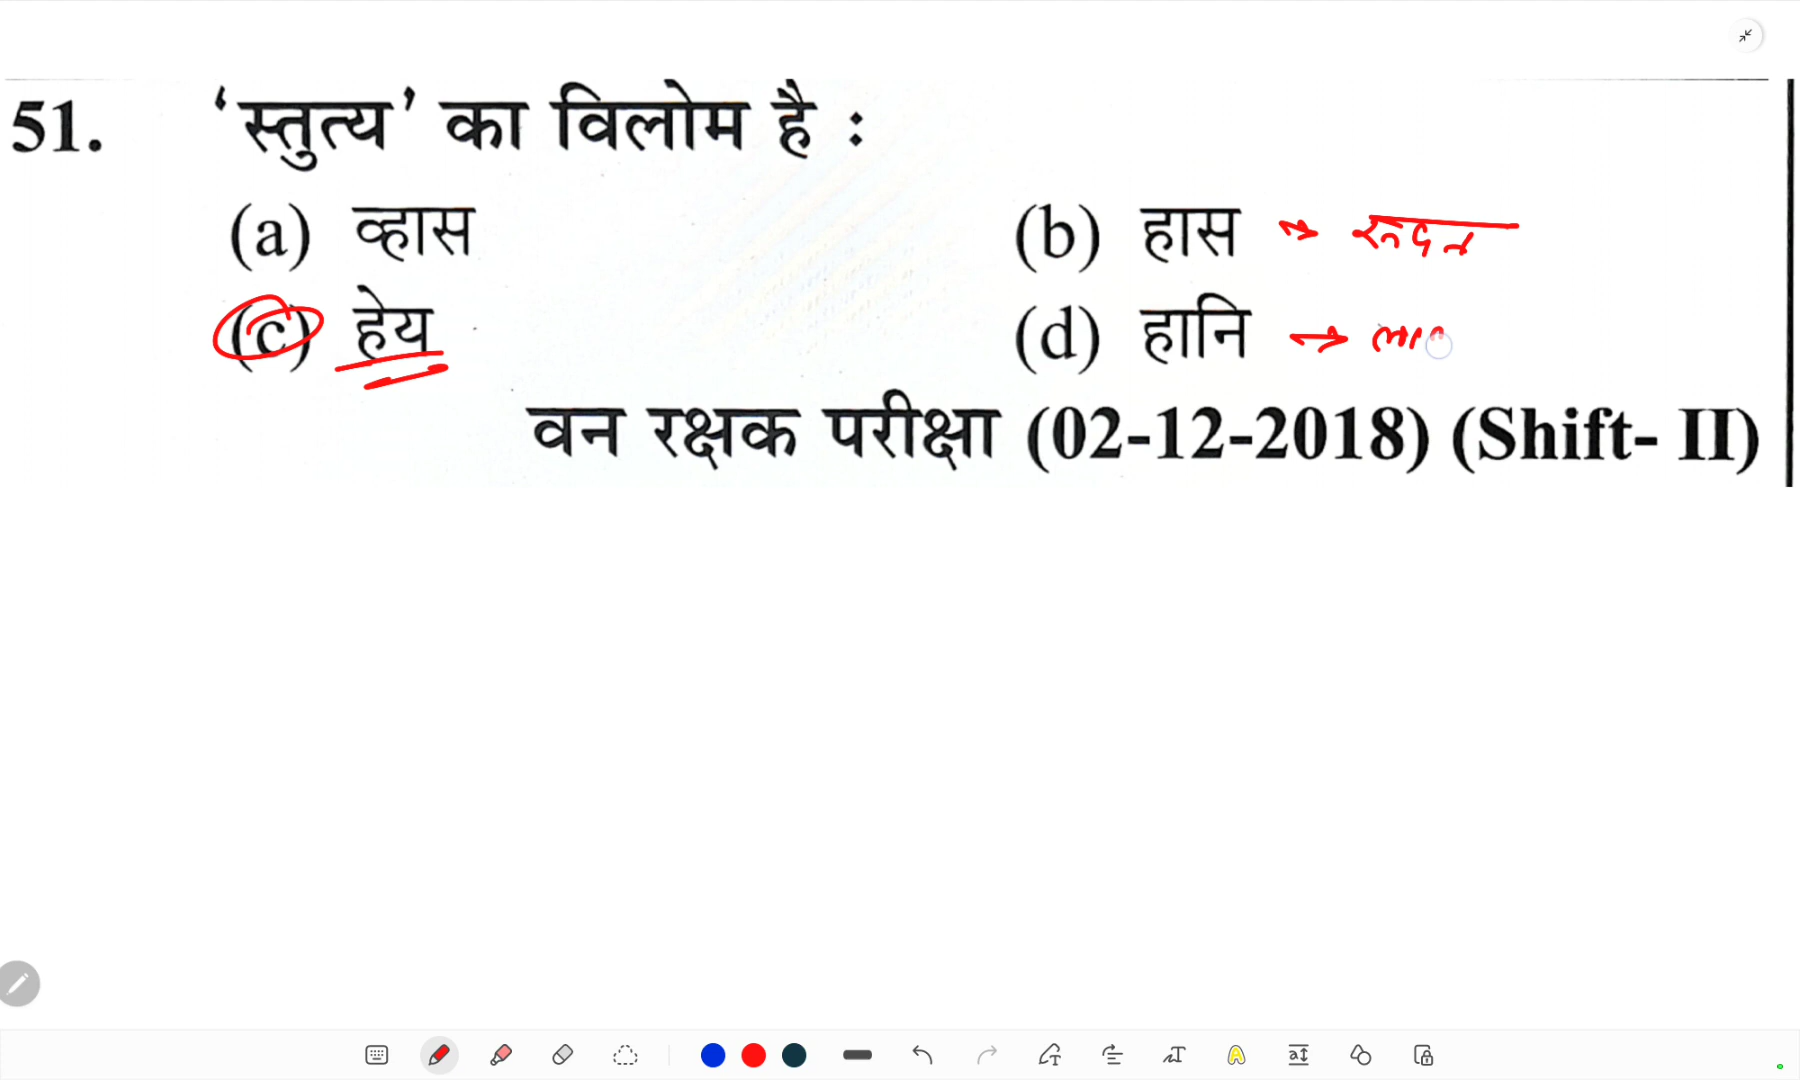 51. ‘स्तुत्य’ का विलोम है :
(a) व्हास (b) हास → रूदन
(c) हेय (d) हानि →
वन रक्षक परीक्षा (02-12-2018) (Shift- II)